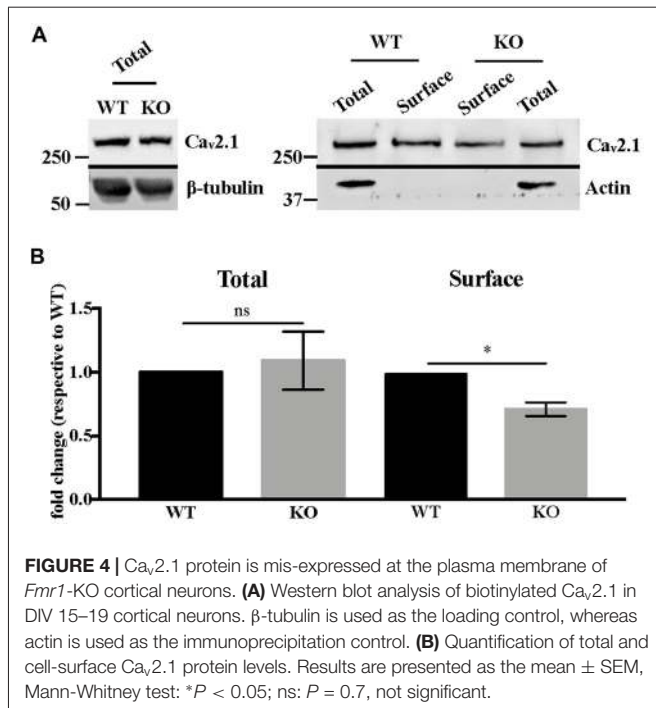 A
Total
WT KO
Ca_v2.1
250
β-tubulin
50
WT KO
Total Surface Surface Total
Ca_v2.1
250
Actin
37
B
Total Surface
fold change (respective to WT)
1.5
1.0
0.5
0.0
ns
*
WT KO WT KO
FIGURE 4 | Ca_v2.1 protein is mis-expressed at the plasma membrane of
Fmr1-KO cortical neurons. (A) Western blot analysis of biotinylated Ca_v2.1 in
DIV 15–19 cortical neurons. β-tubulin is used as the loading control, whereas
actin is used as the immunoprecipitation control. (B) Quantification of total and
cell-surface Ca_v2.1 protein levels. Results are presented as the mean ± SEM,
Mann-Whitney test: *P < 0.05; ns: P = 0.7, not significant.